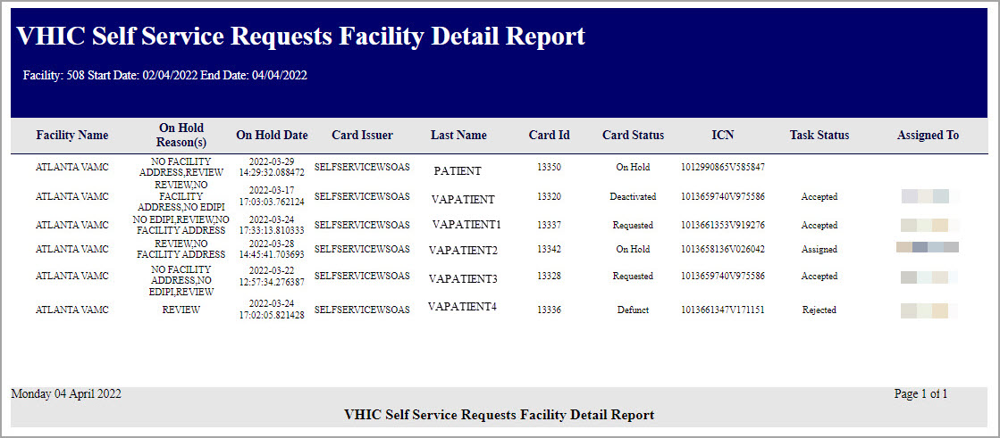 VHIC Self Service Requests Facility Detail Report
Facility: 508 Start Date: 02/04/2022 End Date: 04/04/2022
Facility Name On Hold Reason(s) On Hold Date Card Issuer Last Name Card Id Card Status ICN Task Status Assigned To
ATLANTA VAMC NO FACILITY ADDRESS,REVIEW 2022-03-29 14:29:32.088472 SELFSERVICEWSOAS PATIENT 13350 On Hold 1012990865V585847
ATLANTA VAMC REVIEW,NO FACILITY ADDRESS,NO EDIPI 2022-03-17 17:03:03.762124 SELFSERVICEWSOAS VAPATIENT 13320 Deactivated 1013659740V975586 Accepted
ATLANTA VAMC NO EDIPI,REVIEW,NO FACILITY ADDRESS 2022-03-24 17:33:13.810333 SELFSERVICEWSOAS VAPATIENT1 13337 Requested 1013661353V919276 Accepted
ATLANTA VAMC REVIEW,NO FACILITY ADDRESS 2022-03-28 14:45:41.703693 SELFSERVICEWSOAS VAPATIENT2 13342 On Hold 1013658136V026042 Assigned
ATLANTA VAMC NO FACILITY ADDRESS,NO EDIPI,REVIEW 2022-03-22 12:57:34.276387 SELFSERVICEWSOAS VAPATIENT3 13328 Requested 1013659740V975586 Accepted
ATLANTA VAMC REVIEW 2022-03-24 17:02:05.821428 SELFSERVICEWSOAS VAPATIENT4 13336 Defunct 1013661347V171151 Rejected
Monday 04 April 2022 Page 1 of 1
VHIC Self Service Requests Facility Detail Report